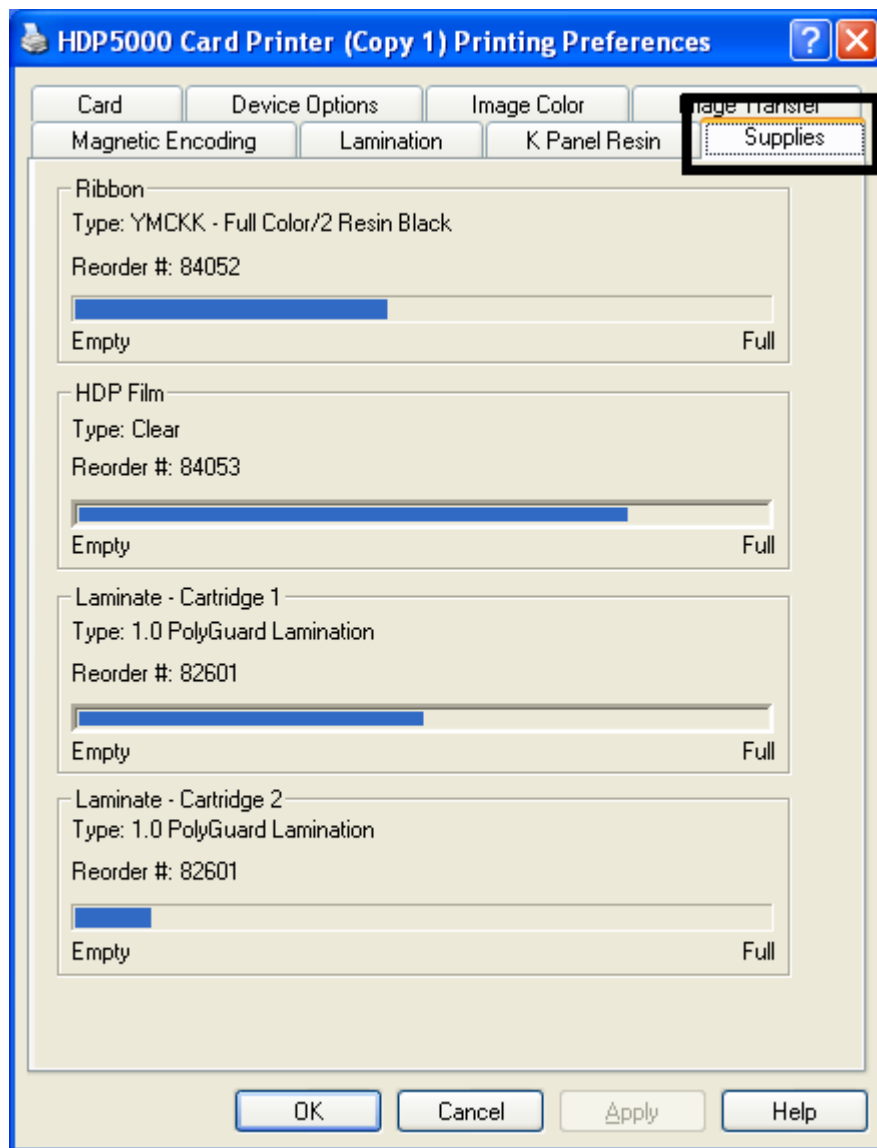 HDP5000 Card Printer (Copy 1) Printing Preferences
Card Device Options Image Color Image Transfer
Magnetic Encoding Lamination K Panel Resin Supplies
Ribbon
Type: YMCKK - Full Color/2 Resin Black
Reorder #: 84052
Empty Full
HDP Film
Type: Clear
Reorder #: 84053
Empty Full
Laminate - Cartridge 1
Type: 1.0 PolyGuard Lamination
Reorder #: 82601
Empty Full
Laminate - Cartridge 2
Type: 1.0 PolyGuard Lamination
Reorder #: 82601
Empty Full
OK Cancel Apply Help